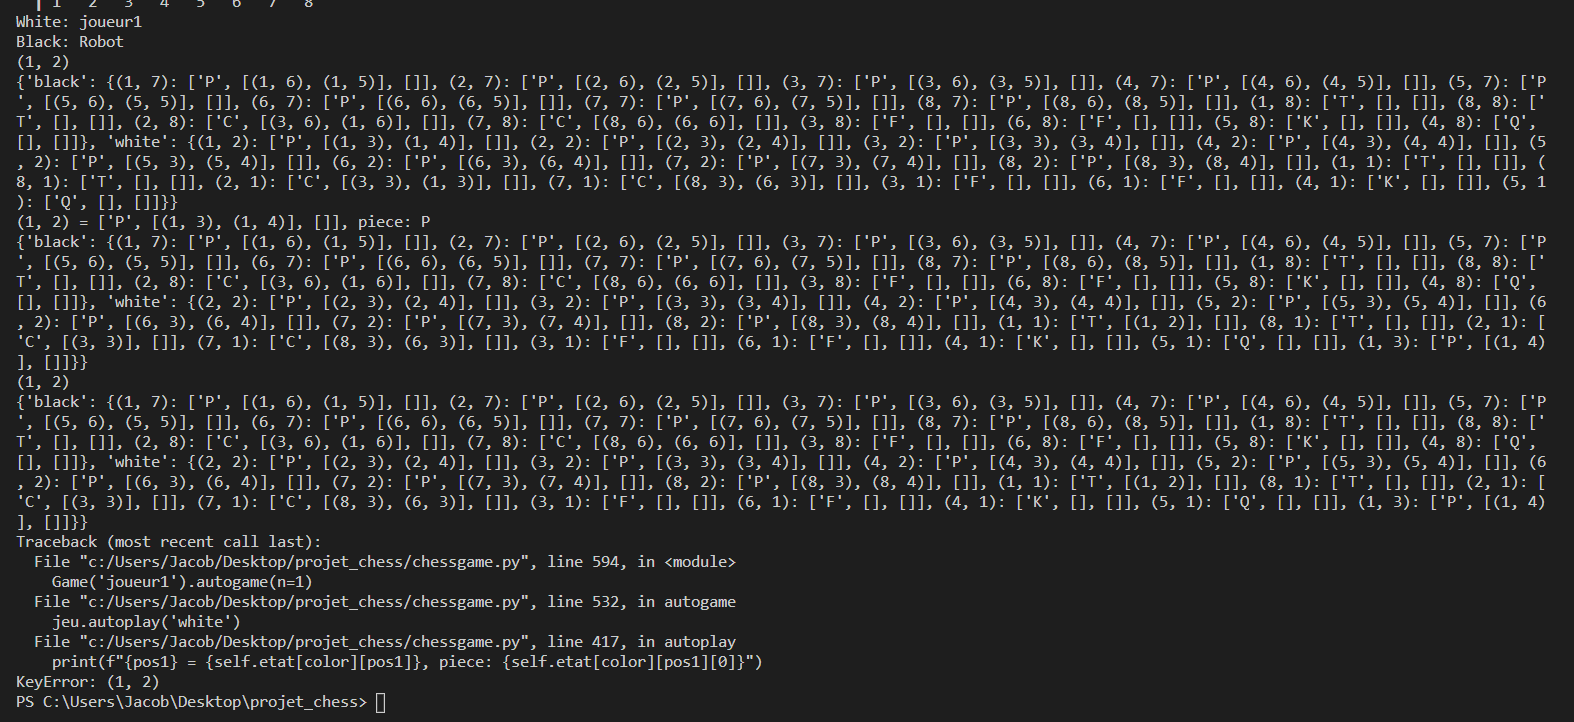 1 2 3 4 5 6 7 8
White: joueur1
Black: Robot
(1, 2)
{'black': {(1, 7): ['P', [(1, 6), (1, 5)], []], (2, 7): ['P', [(2, 6), (2, 5)], []], (3, 7): ['P', [(3, 6), (3, 5)], []], (4, 7): ['P', [(4, 6), (4, 5)], []], (5, 7): ['P
', [(5, 6), (5, 5)], []], (6, 7): ['P', [(6, 6), (6, 5)], []], (7, 7): ['P', [(7, 6), (7, 5)], []], (8, 7): ['P', [(8, 6), (8, 5)], []], (1, 8): ['T', [], []], (8, 8): ['
T', [], []], (2, 8): ['C', [(3, 6), (1, 6)], []], (7, 8): ['C', [(8, 6), (6, 6)], []], (3, 8): ['F', [], []], (6, 8): ['F', [], []], (5, 8): ['K', [], []], (4, 8): ['Q',
[], []]}, 'white': {(1, 2): ['P', [(1, 3), (1, 4)], []], (2, 2): ['P', [(2, 3), (2, 4)], []], (3, 2): ['P', [(3, 3), (3, 4)], []], (4, 2): ['P', [(4, 3), (4, 4)], []], (5
, 2): ['P', [(5, 3), (5, 4)], []], (6, 2): ['P', [(6, 3), (6, 4)], []], (7, 2): ['P', [(7, 3), (7, 4)], []], (8, 2): ['P', [(8, 3), (8, 4)], []], (1, 1): ['T', [], []], (
8, 1): ['T', [], []], (2, 1): ['C', [(3, 3), (1, 3)], []], (7, 1): ['C', [(8, 3), (6, 3)], []], (3, 1): ['F', [], []], (6, 1): ['F', [], []], (4, 1): ['K', [], []], (5, 1
): ['Q', [], []]}}
(1, 2) = ['P', [(1, 3), (1, 4)], []], piece: P
{'black': {(1, 7): ['P', [(1, 6), (1, 5)], []], (2, 7): ['P', [(2, 6), (2, 5)], []], (3, 7): ['P', [(3, 6), (3, 5)], []], (4, 7): ['P', [(4, 6), (4, 5)], []], (5, 7): ['P
', [(5, 6), (5, 5)], []], (6, 7): ['P', [(6, 6), (6, 5)], []], (7, 7): ['P', [(7, 6), (7, 5)], []], (8, 7): ['P', [(8, 6), (8, 5)], []], (1, 8): ['T', [], []], (8, 8): ['
T', [], []], (2, 8): ['C', [(3, 6), (1, 6)], []], (7, 8): ['C', [(8, 6), (6, 6)], []], (3, 8): ['F', [], []], (6, 8): ['F', [], []], (5, 8): ['K', [], []], (4, 8): ['Q',
[], []]}, 'white': {(2, 2): ['P', [(2, 3), (2, 4)], []], (3, 2): ['P', [(3, 3), (3, 4)], []], (4, 2): ['P', [(4, 3), (4, 4)], []], (5, 2): ['P', [(5, 3), (5, 4)], []], (6
, 2): ['P', [(6, 3), (6, 4)], []], (7, 2): ['P', [(7, 3), (7, 4)], []], (8, 2): ['P', [(8, 3), (8, 4)], []], (1, 1): ['T', [(1, 2)], []], (8, 1): ['T', [], []], (2, 1): [
'C', [(3, 3)], []], (7, 1): ['C', [(8, 3), (6, 3)], []], (3, 1): ['F', [], []], (6, 1): ['F', [], []], (4, 1): ['K', [], []], (5, 1): ['Q', [], []], (1, 3): ['P', [(1, 4)
], []]}}
(1, 2)
{'black': {(1, 7): ['P', [(1, 6), (1, 5)], []], (2, 7): ['P', [(2, 6), (2, 5)], []], (3, 7): ['P', [(3, 6), (3, 5)], []], (4, 7): ['P', [(4, 6), (4, 5)], []], (5, 7): ['P
', [(5, 6), (5, 5)], []], (6, 7): ['P', [(6, 6), (6, 5)], []], (7, 7): ['P', [(7, 6), (7, 5)], []], (8, 7): ['P', [(8, 6), (8, 5)], []], (1, 8): ['T', [], []], (8, 8): ['
T', [], []], (2, 8): ['C', [(3, 6), (1, 6)], []], (7, 8): ['C', [(8, 6), (6, 6)], []], (3, 8): ['F', [], []], (6, 8): ['F', [], []], (5, 8): ['K', [], []], (4, 8): ['Q',
[], []]}, 'white': {(2, 2): ['P', [(2, 3), (2, 4)], []], (3, 2): ['P', [(3, 3), (3, 4)], []], (4, 2): ['P', [(4, 3), (4, 4)], []], (5, 2): ['P', [(5, 3), (5, 4)], []], (6
, 2): ['P', [(6, 3), (6, 4)], []], (7, 2): ['P', [(7, 3), (7, 4)], []], (8, 2): ['P', [(8, 3), (8, 4)], []], (1, 1): ['T', [(1, 2)], []], (8, 1): ['T', [], []], (2, 1): [
'C', [(3, 3)], []], (7, 1): ['C', [(8, 3), (6, 3)], []], (3, 1): ['F', [], []], (6, 1): ['F', [], []], (4, 1): ['K', [], []], (5, 1): ['Q', [], []], (1, 3): ['P', [(1, 4)
], []]}}
Traceback (most recent call last):
File "c:/Users/Jacob/Desktop/projet_chess/chessgame.py", line 594, in <module>
Game('joueur1').autogame(n=1)
File "c:/Users/Jacob/Desktop/projet_chess/chessgame.py", line 532, in autogame
jeu.autoplay('white')
File "c:/Users/Jacob/Desktop/projet_chess/chessgame.py", line 417, in autoplay
print(f"{pos1} = {self.etat[color][pos1]}, piece: {self.etat[color][pos1][0]}")
KeyError: (1, 2)
PS C:\Users\Jacob\Desktop\projet_chess>